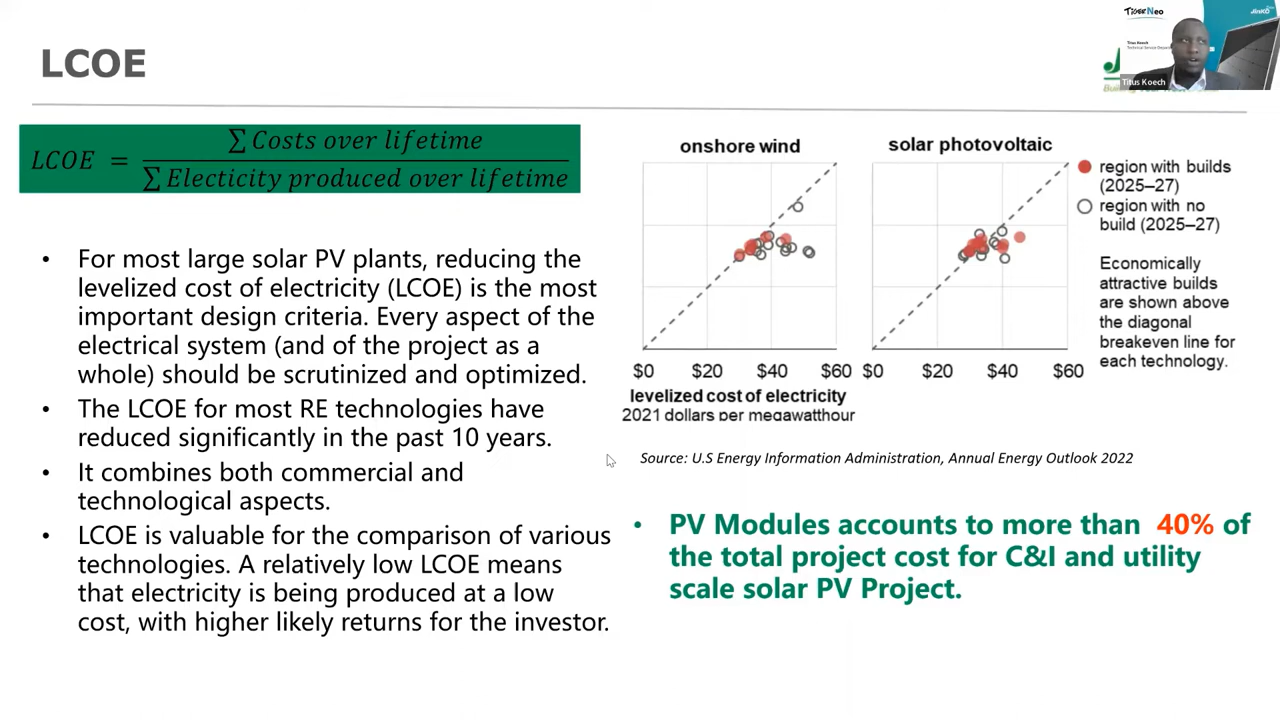 LCOE
TIGER Neo
JinKO
Titus Koech
Titus Koech
LCOE = ∑ Costs over lifetime
∑ Electicity produced over lifetime
• For most large solar PV plants, reducing the
levelized cost of electricity (LCOE) is the most
important design criteria. Every aspect of the
electrical system (and of the project as a
whole) should be scrutinized and optimized.
• The LCOE for most RE technologies have
reduced significantly in the past 10 years.
• It combines both commercial and
technological aspects.
• LCOE is valuable for the comparison of various
technologies. A relatively low LCOE means
that electricity is being produced at a low
cost, with higher likely returns for the investor.
onshore wind
solar photovoltaic
region with builds
(2025–27)
region with no
build (2025–27)
Economically
attractive builds
are shown above
the diagonal
breakeven line for
each technology.
$0 $20 $40 $60 $0 $20 $40 $60
levelized cost of electricity
2021 dollars per megawatthour
Source: U.S Energy Information Administration, Annual Energy Outlook 2022
• PV Modules accounts to more than 40% of
the total project cost for C&I and utility
scale solar PV Project.